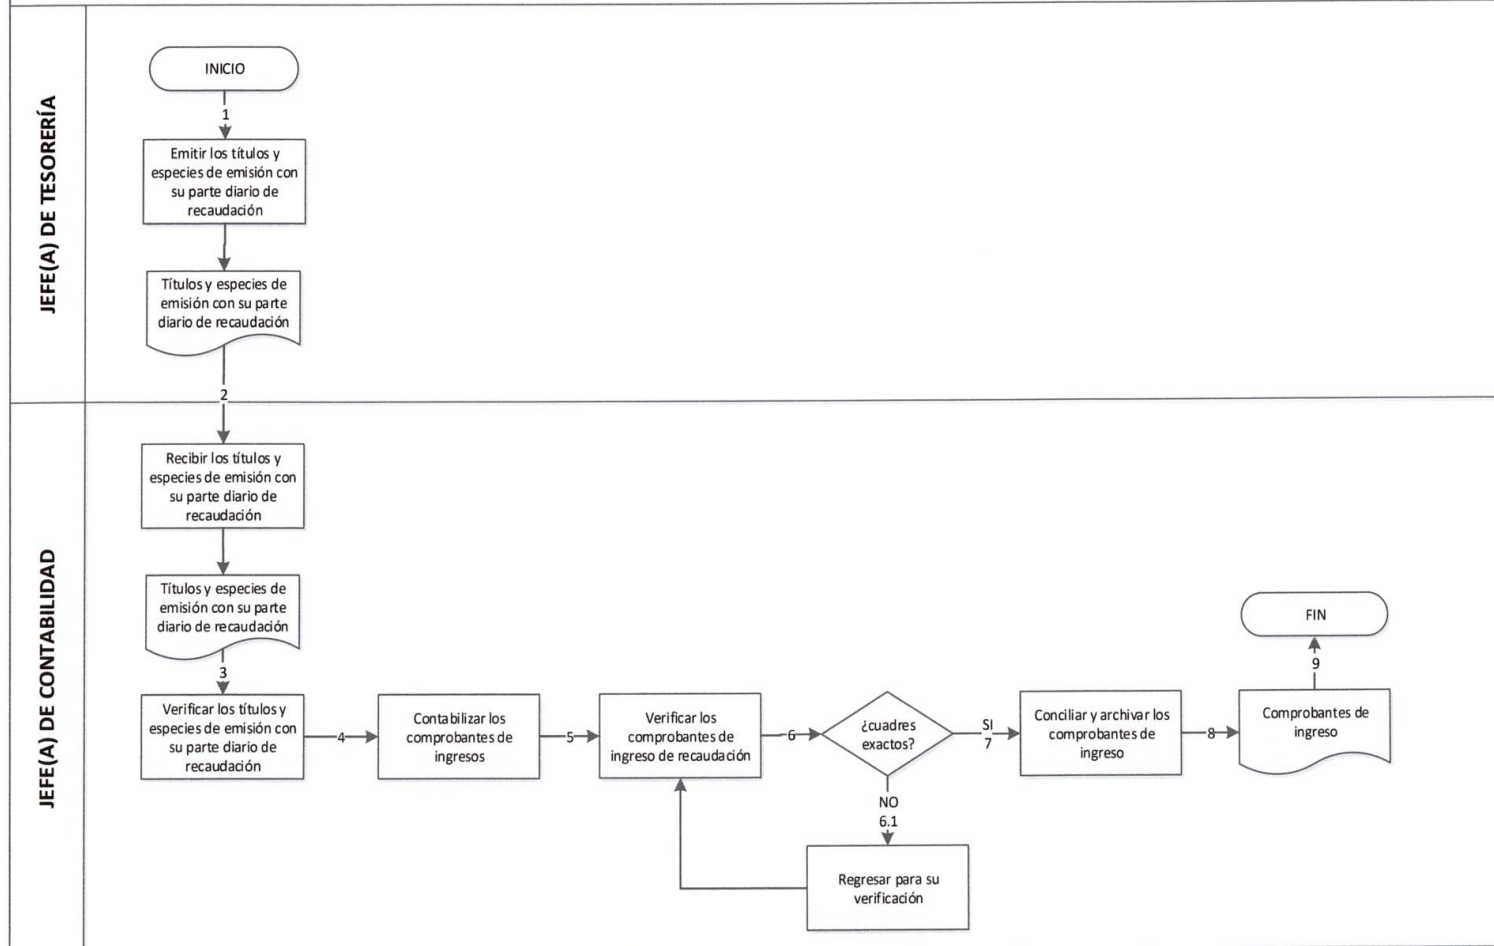 JEFE(A) DE TESORERÍA
INICIO
1
Emitir los títulos y
especies de emisión con
su parte diario de
recaudación
Títulos y especies de
emisión con su parte
diario de recaudación
2
JEFE(A) DE CONTABILIDAD
Recibir los títulos y
especies de emisión con
su parte diario de
recaudación
Títulos y especies de
emisión con su parte
diario de recaudación
3
Verificar los títulos y
especies de emisión con
su parte diario de
recaudación
4
Contabilizar los
comprobantes de
ingresos
5
Verificar los
comprobantes de
ingreso de recaudación
6
¿cuadres
exactos?
NO
6.1
Regresar para su
verificación
SI
7
Conciliar y archivar los
comprobantes de
ingreso
8
Comprobantes de
ingreso
9
FIN